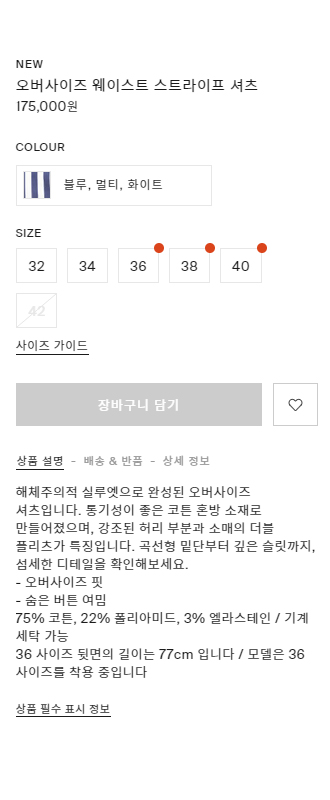 NEW
오버사이즈 웨이스트 스트라이프 셔츠
175,000원
COLOUR
블루, 멀티, 화이트
SIZE
32 34 36 38 40
42
사이즈 가이드
장바구니 담기
상품 설명 - 배송 & 반품 - 상세 정보
해체주의적 실루엣으로 완성된 오버사이즈
셔츠입니다. 통기성이 좋은 코튼 혼방 소재로
만들어졌으며, 강조된 허리 부분과 소매의 더블
플리츠가 특징입니다. 곡선형 밑단부터 깊은 슬릿까지,
섬세한 디테일을 확인해보세요.
- 오버사이즈 핏
- 숨은 버튼 여밈
75% 코튼, 22% 폴리아미드, 3% 엘라스테인 / 기계
세탁 가능
36 사이즈 뒷면의 길이는 77cm 입니다 / 모델은 36
사이즈를 착용 중입니다
상품 필수 표시 정보